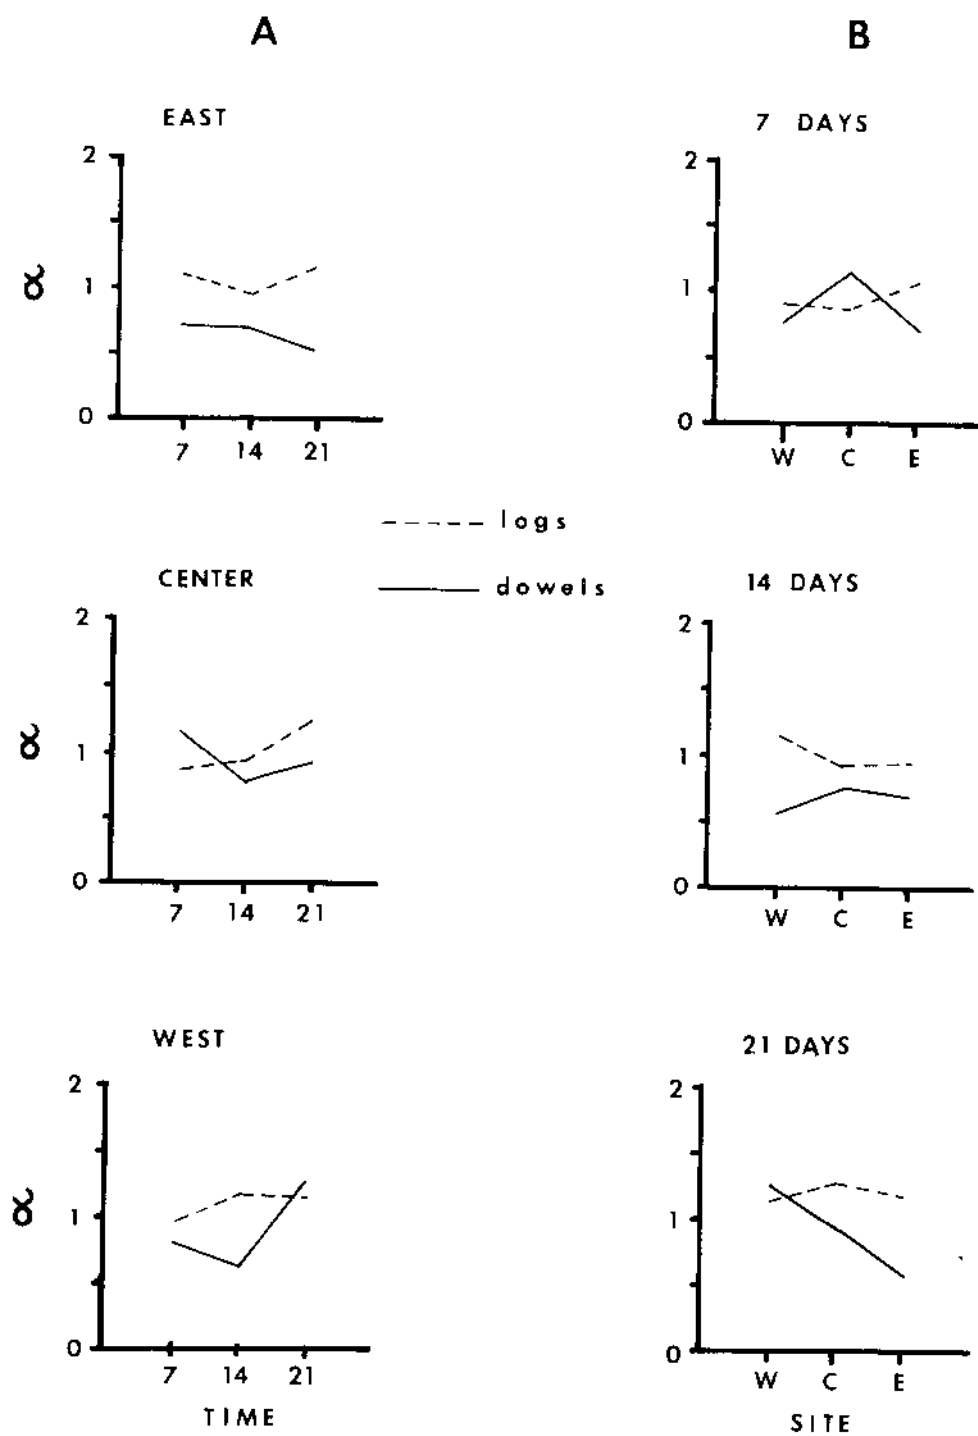 A
B
EAST
7 DAYS
2
1
0
α
7 14 21
2
1
0
W C E
logs
dowels
CENTER
14 DAYS
2
1
0
α
7 14 21
2
1
0
W C E
WEST
21 DAYS
2
1
0
α
7 14 21
TIME
2
1
0
W C E
SITE